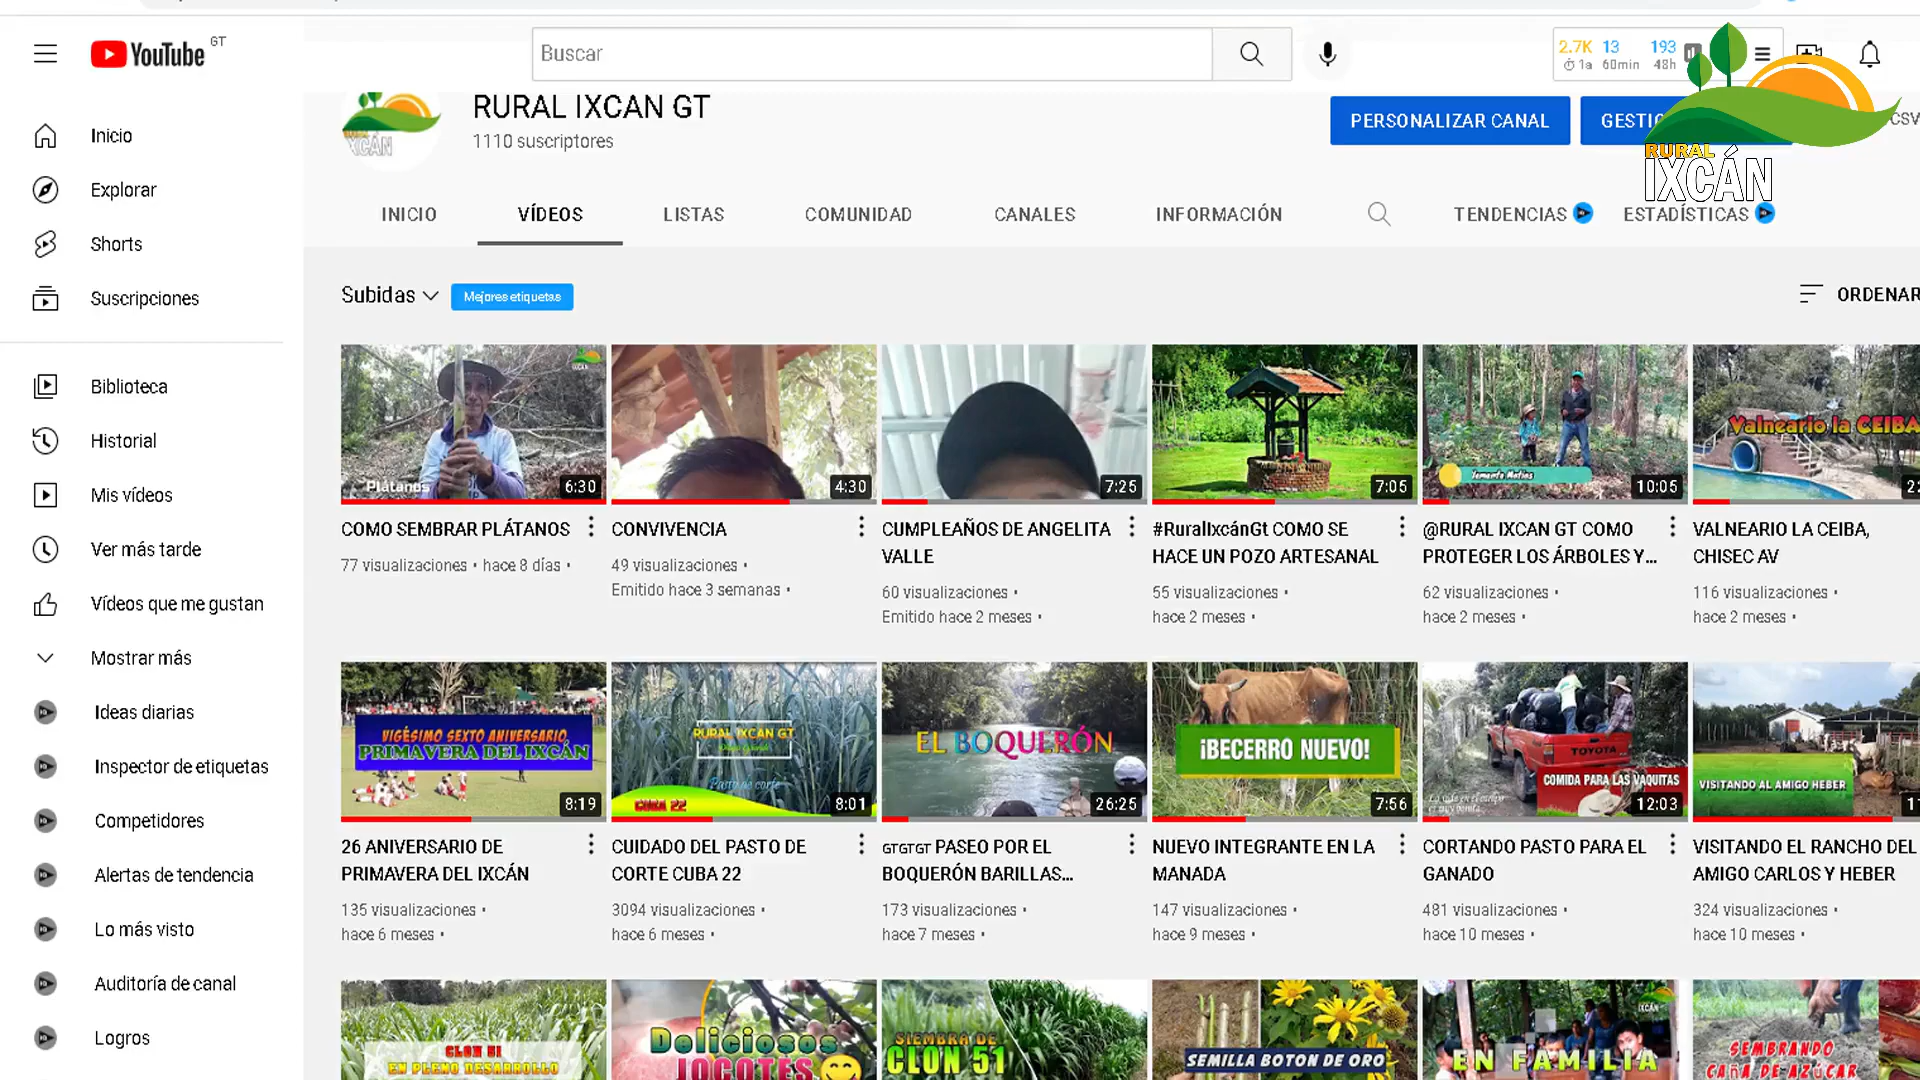 YouTube GT
Buscar
2.7K 13 193
1a 60min 48h
RURAL IXCAN GT
1110 suscriptores
PERSONALIZAR CANAL
RURAL
IXCÁN
INICIO VÍDEOS LISTAS COMUNIDAD CANALES INFORMACIÓN TENDENCIAS ESTADÍSTICAS
Inicio
Explorar
Shorts
Suscripciones
Biblioteca
Historial
Mis vídeos
Ver más tarde
Vídeos que me gustan
Mostrar más
Ideas diarias
Inspector de etiquetas
Competidores
Alertas de tendencia
Lo más visto
Auditoría de canal
Logros
Subidas Mejores etiquetas
ORDENAR
Plátanos
6:30
COMO SEMBRAR PLÁTANOS
77 visualizaciones • hace 8 días •
4:30
CONVIVENCIA
49 visualizaciones •
Emitido hace 3 semanas •
7:25
CUMPLEAÑOS DE ANGELITA
VALLE
60 visualizaciones •
Emitido hace 2 meses •
7:05
#RuralIxcánGt COMO SE
HACE UN POZO ARTESANAL
55 visualizaciones •
hace 2 meses •
10:05
@RURAL IXCAN GT COMO
PROTEGER LOS ÁRBOLES Y...
62 visualizaciones •
hace 2 meses •
Valneario la CEIBA
VALNEARIO LA CEIBA,
CHISEC AV
116 visualizaciones •
hace 2 meses •
VIGÉSIMO SEXTO ANIVERSARIO
PRIMAVERA DEL IXCÁN
8:19
26 ANIVERSARIO DE
PRIMAVERA DEL IXCÁN
135 visualizaciones •
hace 6 meses •
RURAL IXCAN GT
Pasto de corte
CUBA 22
8:01
CUIDADO DEL PASTO DE
CORTE CUBA 22
3094 visualizaciones •
hace 6 meses •
EL BOQUERÓN
26:25
GTGTGT PASEO POR EL
BOQUERÓN BARILLAS...
173 visualizaciones •
hace 7 meses •
¡BECERRO NUEVO!
7:56
NUEVO INTEGRANTE EN LA
MANADA
147 visualizaciones •
hace 9 meses •
TOYOTA
COMIDA PARA LAS VAQUITAS
12:03
CORTANDO PASTO PARA EL
GANADO
481 visualizaciones •
hace 10 meses •
VISITANDO AL AMIGO HEBER
VISITANDO EL RANCHO DEL
AMIGO CARLOS Y HEBER
324 visualizaciones •
hace 10 meses •
CLON 51
EN PLENO DESARROLLO
Deliciosos
JOCOTES
SIEMBRA DE
CLON 51
SEMILLA BOTON DE ORO
EN FAMILIA
SEMBRANDO
CAñA DE AZÚCAR